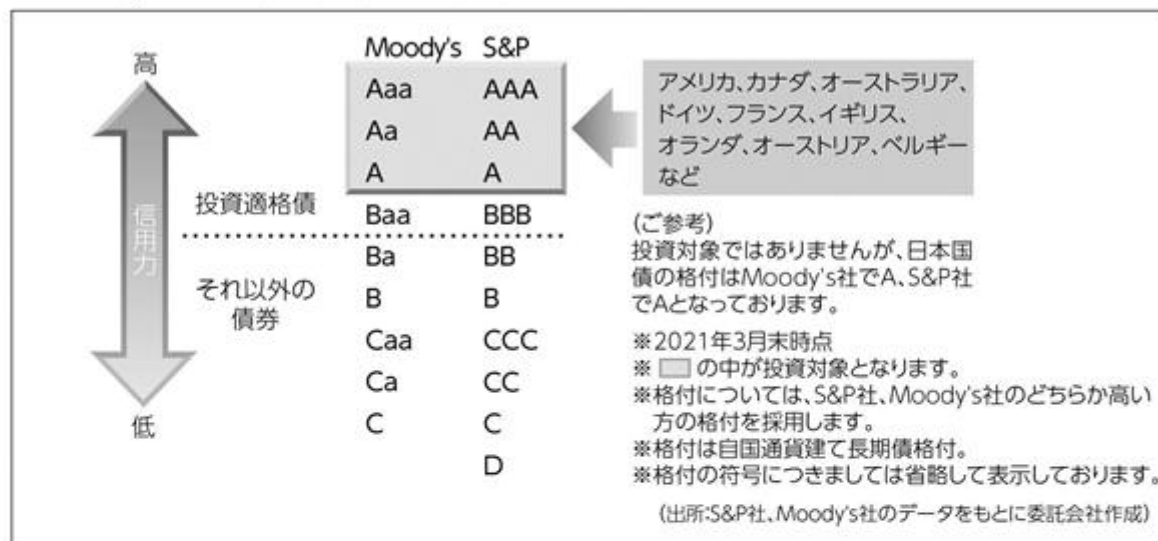 高
信用力
低
投資適格債
それ以外の
債券
Moody's S&P
Aaa AAA
Aa AA
A A
Baa BBB
Ba BB
B B
Caa CCC
Ca CC
C C
D
アメリカ、カナダ、オーストラリア、
ドイツ、フランス、イギリス、
オランダ、オーストリア、ベルギー
など
(ご参考)
投資対象ではありませんが、日本国
債の格付はMoody's社でA、S&P社
でAとなっております。
※2021年3月末時点
※ の中が投資対象となります。
※格付については、S&P社、Moody's社のどちらか高い
方の格付を採用します。
※格付は自国通貨建て長期債格付。
※格付の符号につきましては省略して表示しております。
(出所:S&P社、Moody's社のデータをもとに委託会社作成)